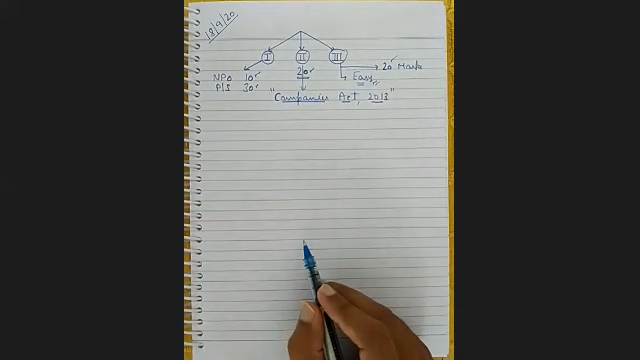 18/9/20
I II III
20 Marks
NPO 10 20 Easy
P/S 30
"Companies Act, 2013"